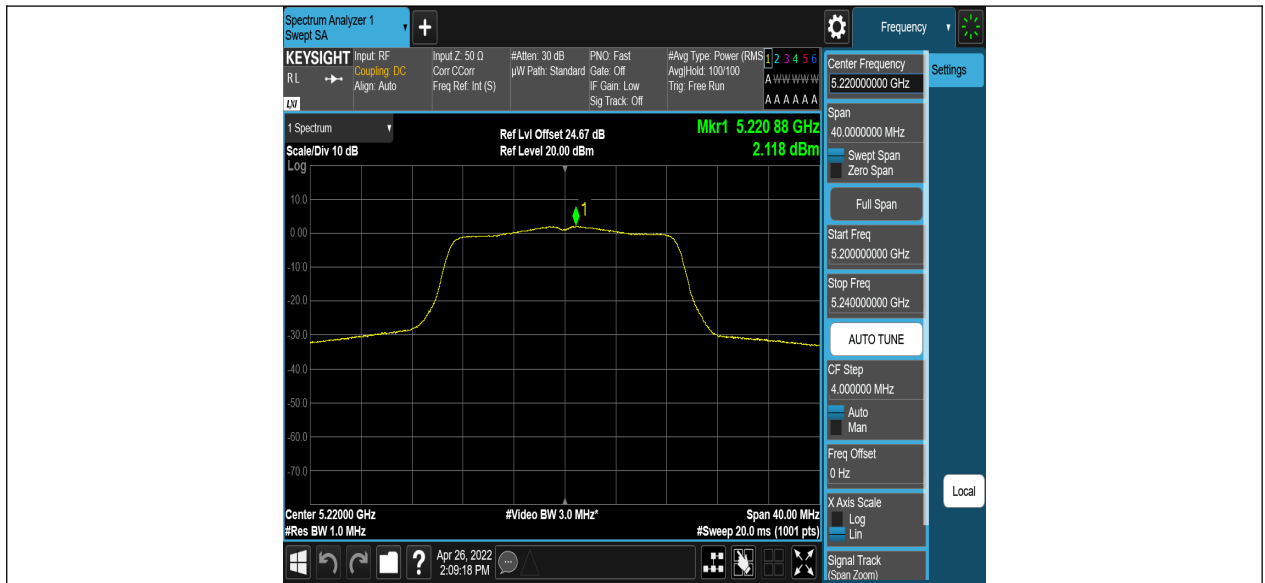 Spectrum Analyzer 1
Swept SA
+
Frequency
KEYSIGHT
RL
LXI
Input: RF
Coupling: DC
Align: Auto
Input Z: 50 Ω
Corr CCorr
Freq Ref: Int (S)
#Atten: 30 dB
µW Path: Standard
PNO: Fast
Gate: Off
IF Gain: Low
Sig Track: Off
#Avg Type: Power (RMS
Avg|Hold: 100/100
Trig: Free Run
1 2 3 4 5 6
A W W W W W
A A A A A A
1 Spectrum
Scale/Div 10 dB
Ref Lvl Offset 24.67 dB
Ref Level 20.00 dBm
Mkr1 5.220 88 GHz
2.118 dBm
Log
10.0
0.00
-10.0
-20.0
-30.0
-40.0
-50.0
-60.0
-70.0
1
Center 5.22000 GHz
#Res BW 1.0 MHz
#Video BW 3.0 MHz*
Span 40.00 MHz
#Sweep 20.0 ms (1001 pts)
?
Apr 26, 2022
2:09:18 PM
Center Frequency
5.220000000 GHz
Span
40.0000000 MHz
Swept Span
Zero Span
Full Span
Start Freq
5.200000000 GHz
Stop Freq
5.240000000 GHz
AUTO TUNE
CF Step
4.000000 MHz
Auto
Man
Freq Offset
0 Hz
X Axis Scale
Log
Lin
Signal Track
(Span Zoom)
Settings
Local